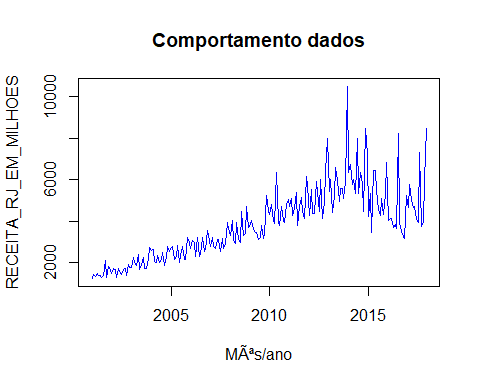 Comportamento dados
RECEITA_RJ_EM_MILHOES
10000
6000
2000
2005
2010
2015
MÃªs/ano